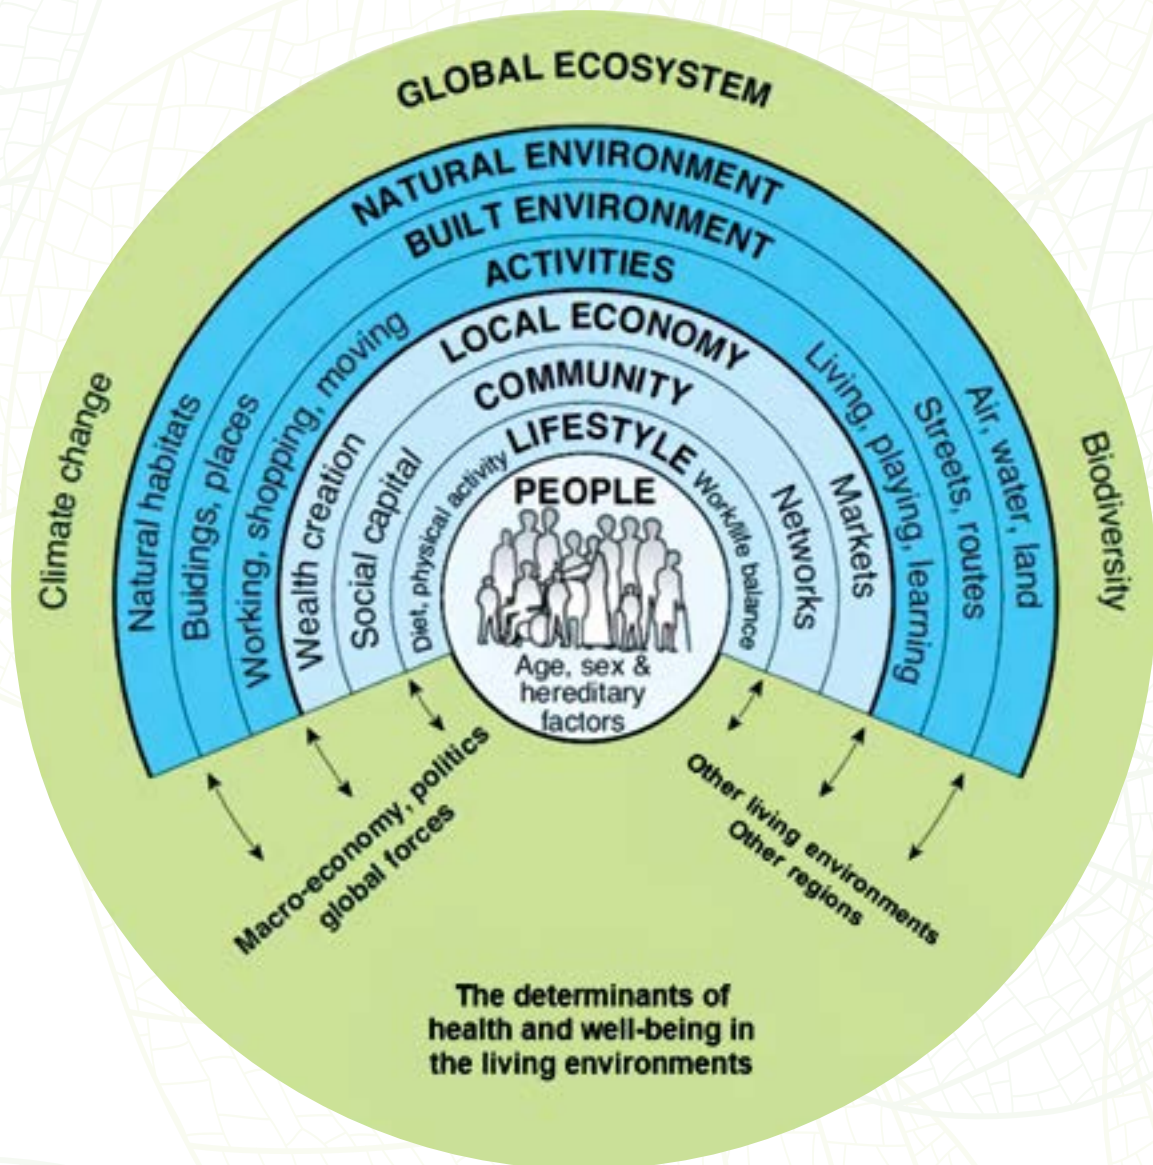 GLOBAL ECOSYSTEM
NATURAL ENVIRONMENT
BUILT ENVIRONMENT
ACTIVITIES
LOCAL ECONOMY
COMMUNITY
LIFESTYLE
PEOPLE
Age, sex &
hereditary
factors
Climate change
Natural habitats
Buidings, places
Working, shopping, moving
Wealth creation
Social capital
Diet, physical activity
Work/life balance
Networks
Markets
Living, playing, learning
Streets, routes
Air, water, land
Biodiversity
Macro-economy, politics
global forces
Other living environments
Other regions
The determinants of
health and well-being in
the living environments